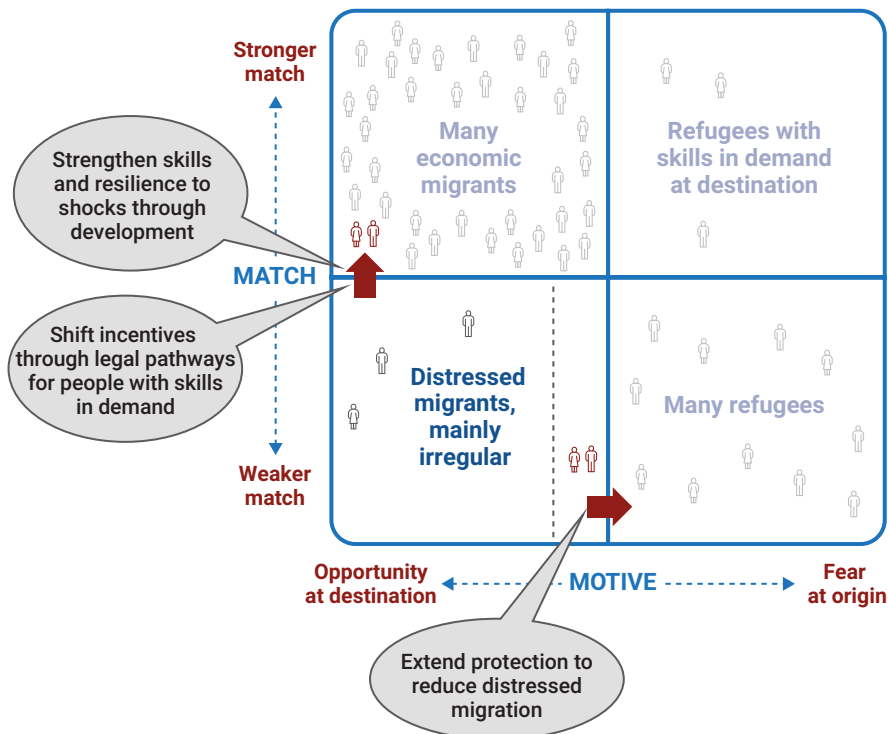 Stronger
match
Many
economic
migrants
Refugees with
skills in demand
at destination
Strengthen skills
and resilience to
shocks through
development
MATCH
Shift incentives
through legal pathways
for people with skills
in demand
Distressed
migrants,
mainly
irregular
Many refugees
Weaker
match
Opportunity
at destination
MOTIVE
Fear
at origin
Extend protection to
reduce distressed
migration